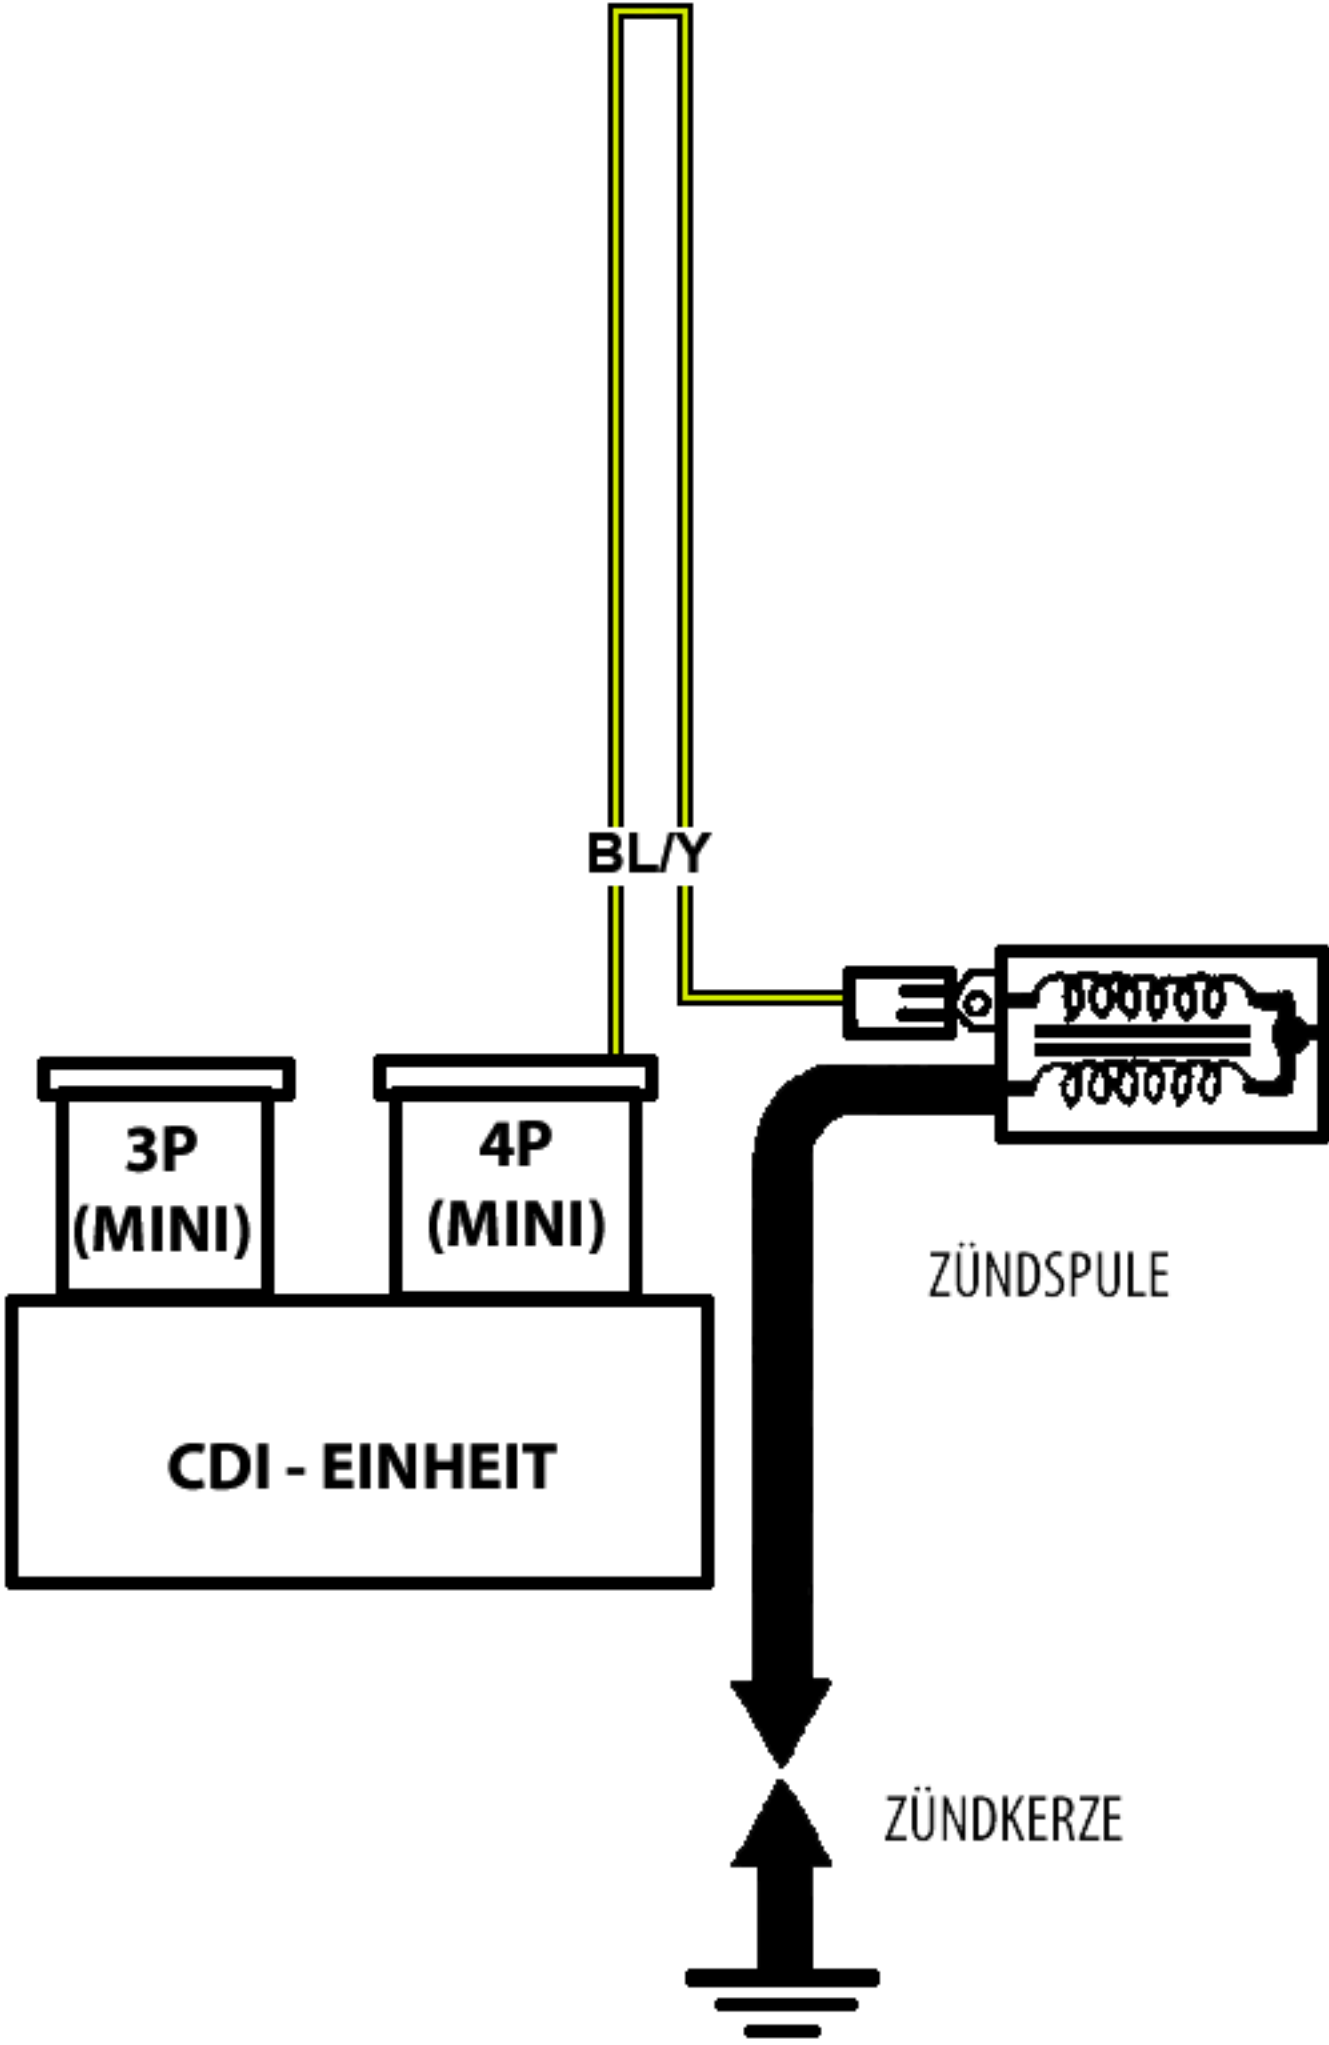 BL/Y
3P
(MINI)
4P
(MINI)
ZÜNDSPULE
CDI - EINHEIT
ZÜNDKERZE